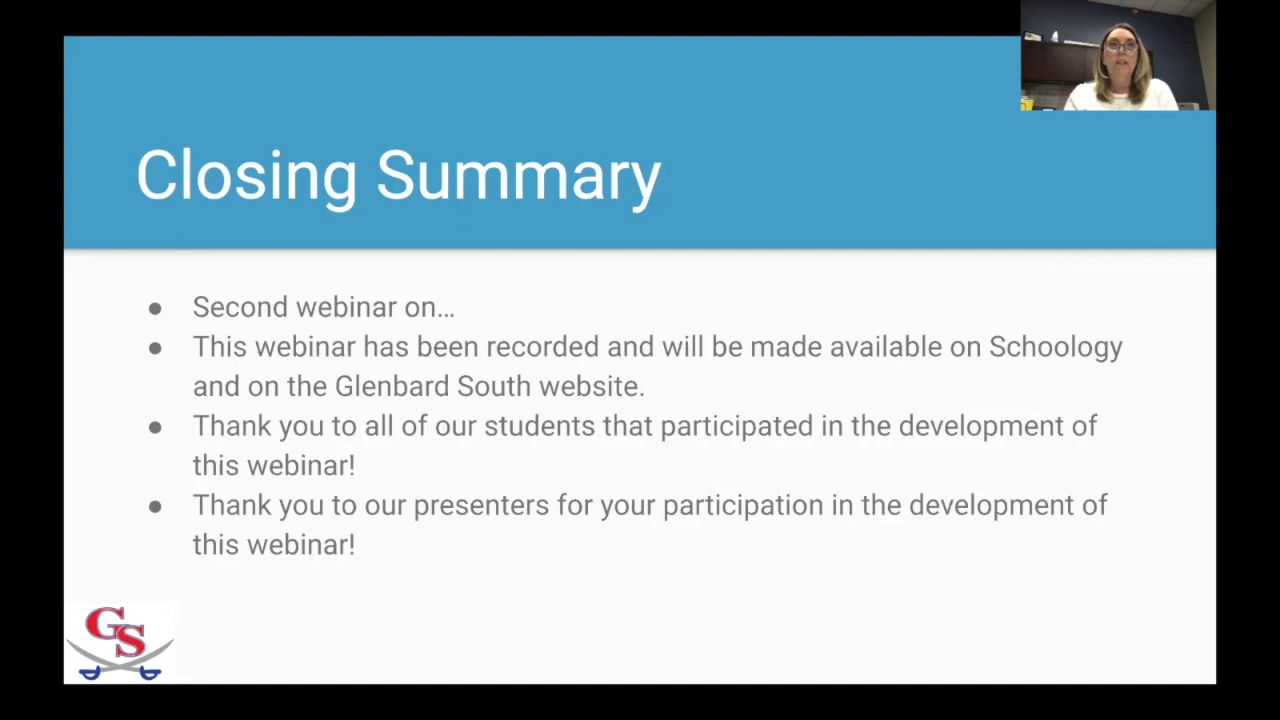 Closing Summary
● Second webinar on…
● This webinar has been recorded and will be made available on Schoology
and on the Glenbard South website.
● Thank you to all of our students that participated in the development of
this webinar!
● Thank you to our presenters for your participation in the development of
this webinar!
GS